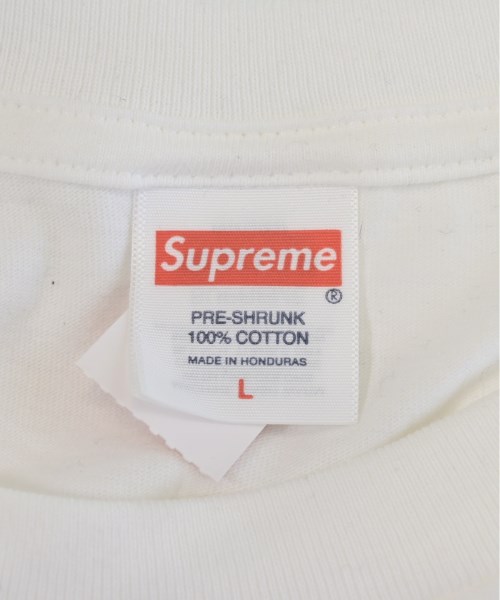 Supreme
®
PRE-SHRUNK
100% COTTON
MADE IN HONDURAS
L